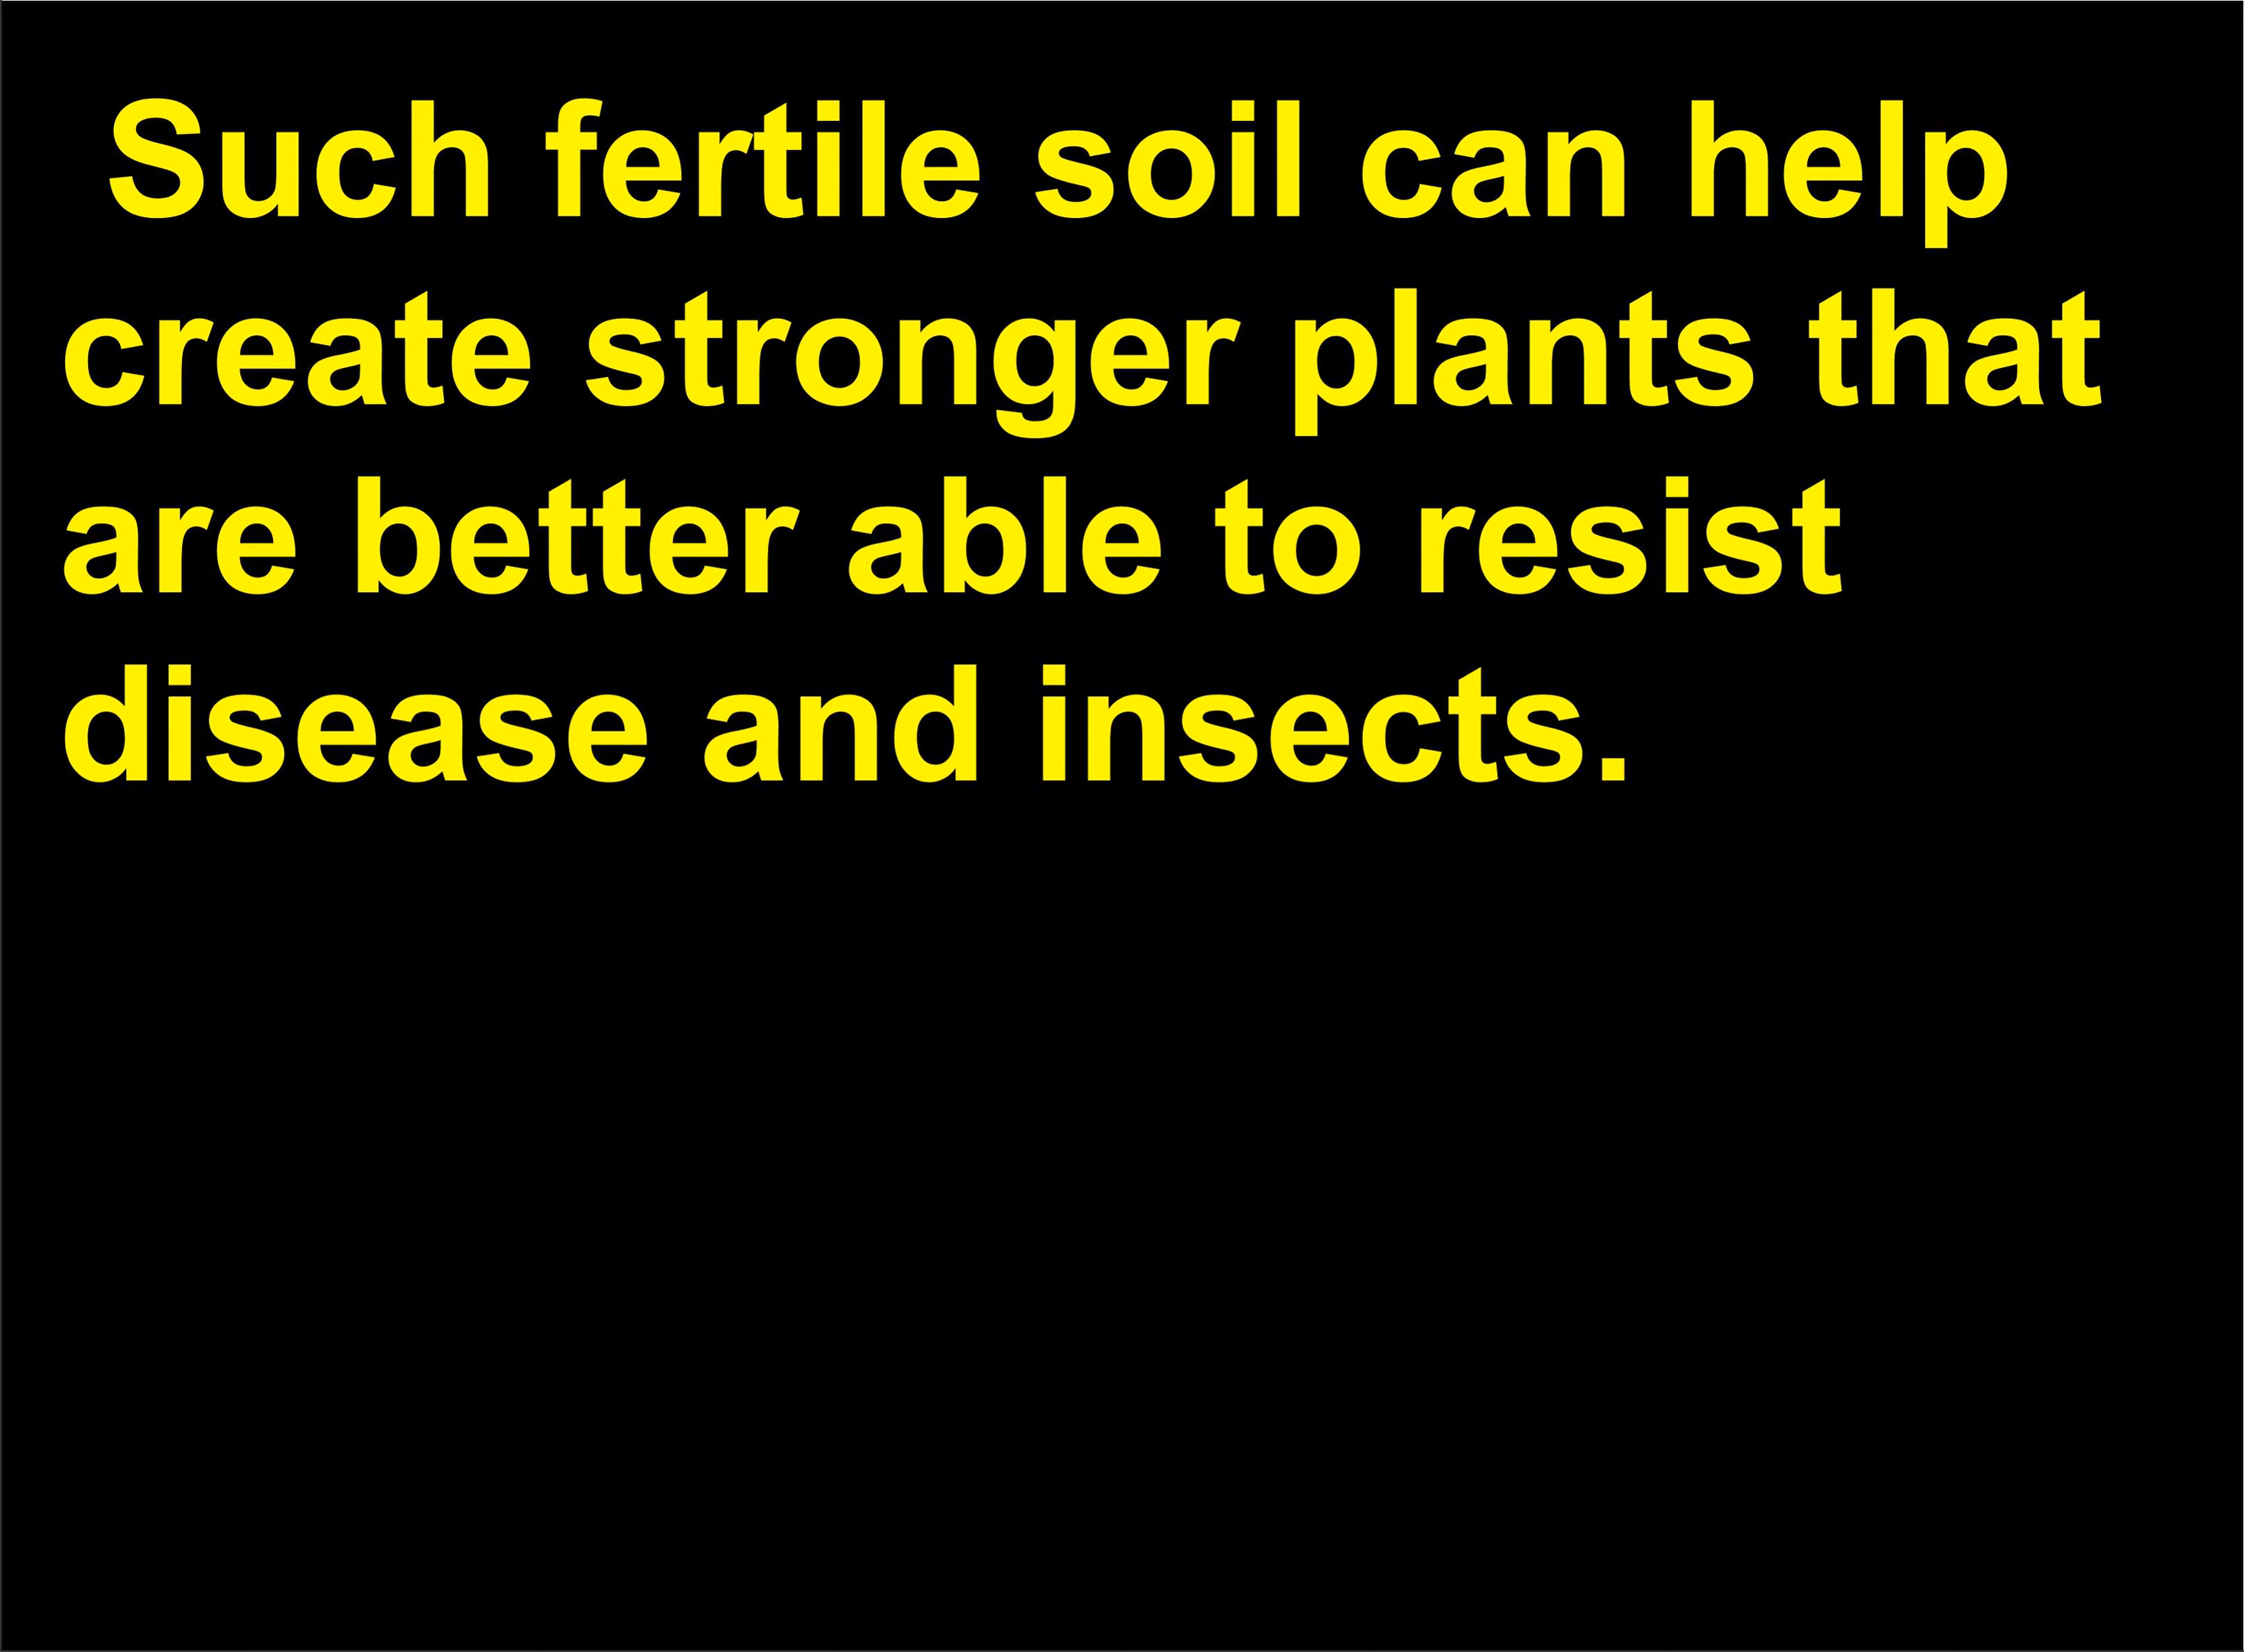 Such fertile soil can help
create stronger plants that
are better able to resist
disease and insects.